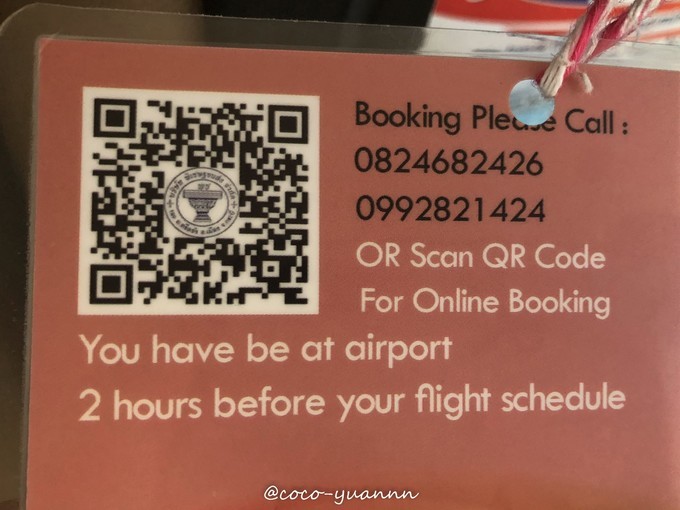 Booking Please Call :
0824682426
0992821424
OR Scan QR Code
For Online Booking
You have be at airport
2 hours before your flight schedule
@coco-yuannn